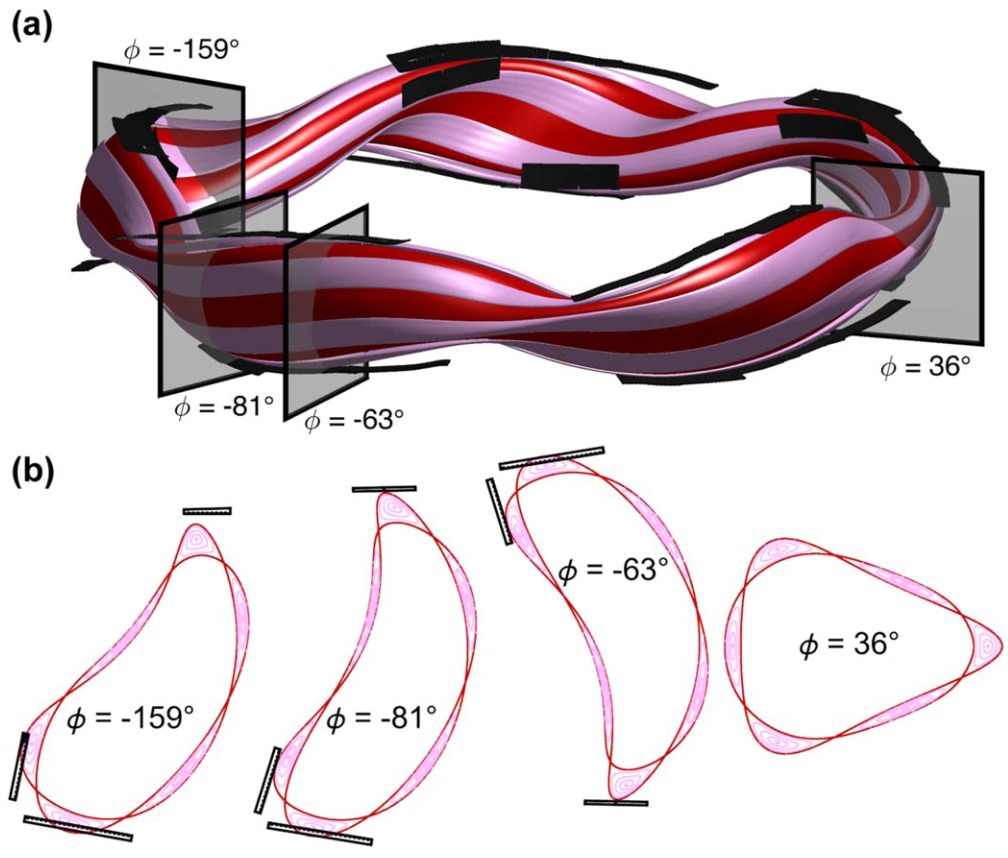 (a)
ϕ = -159°
ϕ = 36°
ϕ = -81°
ϕ = -63°
(b)
ϕ = -63°
ϕ = 36°
ϕ = -159°
ϕ = -81°